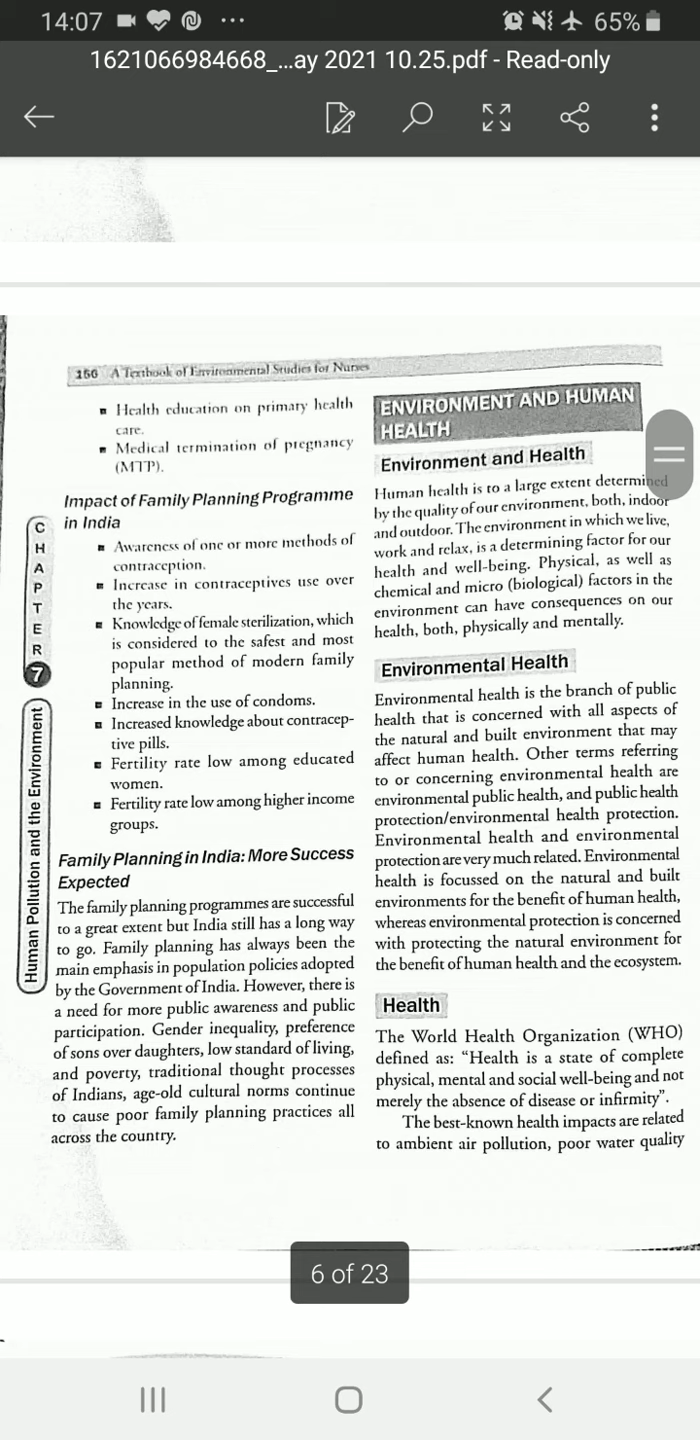 14:07
65%
1621066984668_...ay 2021 10.25.pdf - Read-only
156 A Textbook of Environmental Studies for Nurses
▪ Health education on primary health
care.
▪ Medical termination of pregnancy
(MTP).
Impact of Family Planning Programme
in India
▪ Awareness of one or more methods of
contraception.
▪ Increase in contraceptives use over
the years.
▪ Knowledge of female sterilization, which
is considered to the safest and most
popular method of modern family
planning.
▪ Increase in the use of condoms.
▪ Increased knowledge about contracep-
tive pills.
▪ Fertility rate low among educated
women.
▪ Fertility rate low among higher income
groups.
Family Planning in India: More Success
Expected
The family planning programmes are successful
to a great extent but India still has a long way
to go. Family planning has always been the
main emphasis in population policies adopted
by the Government of India. However, there is
a need for more public awareness and public
participation. Gender inequality, preference
of sons over daughters, low standard of living,
and poverty, traditional thought processes
of Indians, age-old cultural norms continue
to cause poor family planning practices all
across the country.
CHAPTER 7
Human Pollution and the Environment
ENVIRONMENT AND HUMAN
HEALTH
Environment and Health
Human health is to a large extent determined
by the quality of our environment, both, indoor
and outdoor. The environment in which we live,
work and relax, is a determining factor for our
health and well-being. Physical, as well as
chemical and micro (biological) factors in the
environment can have consequences on our
health, both, physically and mentally.
Environmental Health
Environmental health is the branch of public
health that is concerned with all aspects of
the natural and built environment that may
affect human health. Other terms referring
to or concerning environmental health are
environmental public health, and public health
protection/environmental health protection.
Environmental health and environmental
protection are very much related. Environmental
health is focussed on the natural and built
environments for the benefit of human health,
whereas environmental protection is concerned
with protecting the natural environment for
the benefit of human health and the ecosystem.
Health
The World Health Organization (WHO)
defined as: “Health is a state of complete
physical, mental and social well-being and not
merely the absence of disease or infirmity”.
The best-known health impacts are related
to ambient air pollution, poor water quality
6 of 23